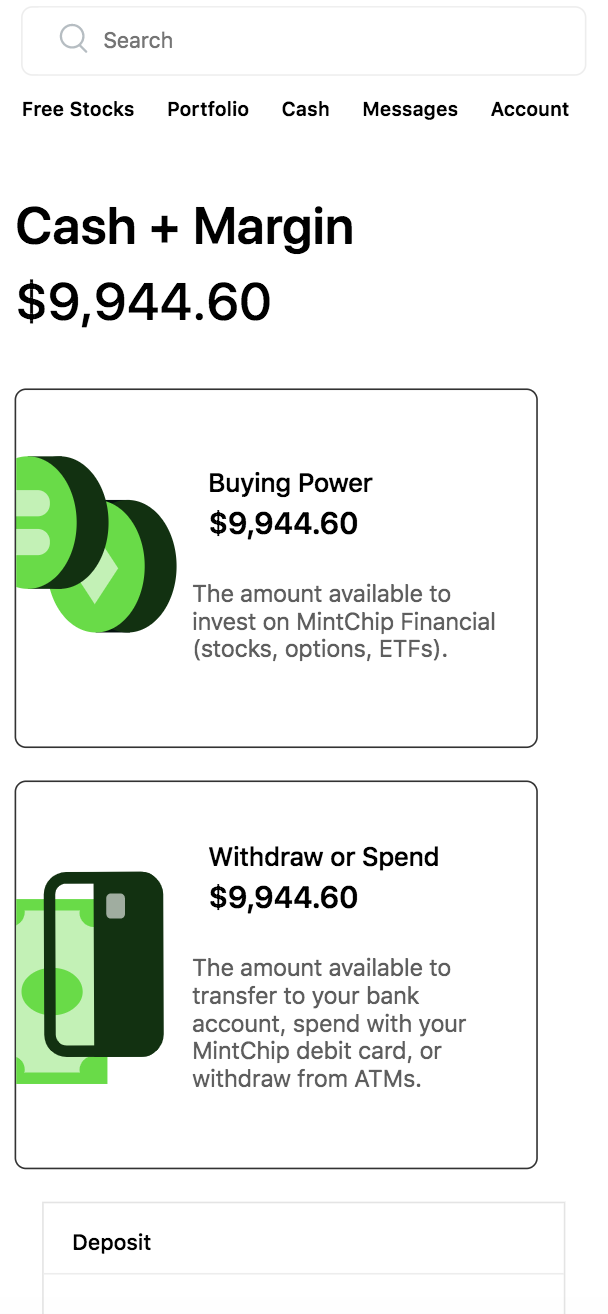 Search
Free Stocks Portfolio Cash Messages Account
Cash + Margin
$9,944.60
Buying Power
$9,944.60
The amount available to
invest on MintChip Financial
(stocks, options, ETFs).
Withdraw or Spend
$9,944.60
The amount available to
transfer to your bank
account, spend with your
MintChip debit card, or
withdraw from ATMs.
Deposit